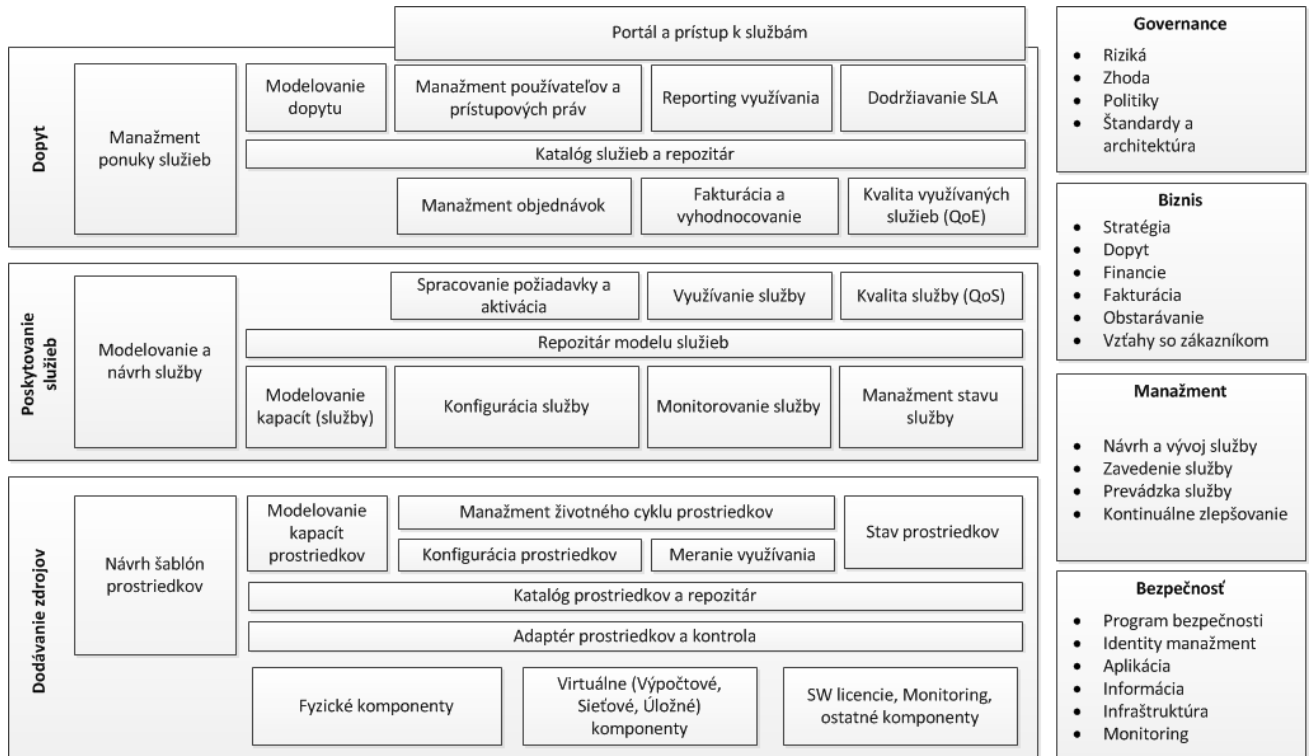 Portál a prístup k službám
Dopyt
Manažment
ponuky služieb
Modelovanie
dopytu
Manažment používateľov a
prístupových práv
Reporting využívania
Dodržiavanie SLA
Katalóg služieb a repozitár
Manažment objednávok
Fakturácia a
vyhodnocovanie
Kvalita využívaných
služieb (QoE)
Poskytovanie
služieb
Modelovanie a
návrh služby
Spracovanie požiadavky a
aktivácia
Využívanie služby
Kvalita služby (QoS)
Repozitár modelu služieb
Modelovanie
kapacít (služby)
Konfigurácia služby
Monitorovanie služby
Manažment stavu
služby
Dodávanie zdrojov
Návrh šablón
prostriedkov
Modelovanie
kapacít
prostriedkov
Manažment životného cyklu prostriedkov
Konfigurácia prostriedkov
Meranie využívania
Stav prostriedkov
Katalóg prostriedkov a repozitár
Adaptér prostriedkov a kontrola
Fyzické komponenty
Virtuálne (Výpočtové,
Sieťové, Úložné)
komponenty
SW licencie, Monitoring,
ostatné komponenty
Governance
• Riziká
• Zhoda
• Politiky
• Štandardy a
architektúra
Biznis
• Stratégia
• Dopyt
• Financie
• Fakturácia
• Obstarávanie
• Vzťahy so zákazníkom
Manažment
• Návrh a vývoj služby
• Zavedenie služby
• Prevádzka služby
• Kontinuálne zlepšovanie
Bezpečnosť
• Program bezpečnosti
• Identity manažment
• Aplikácia
• Informácia
• Infraštruktúra
• Monitoring